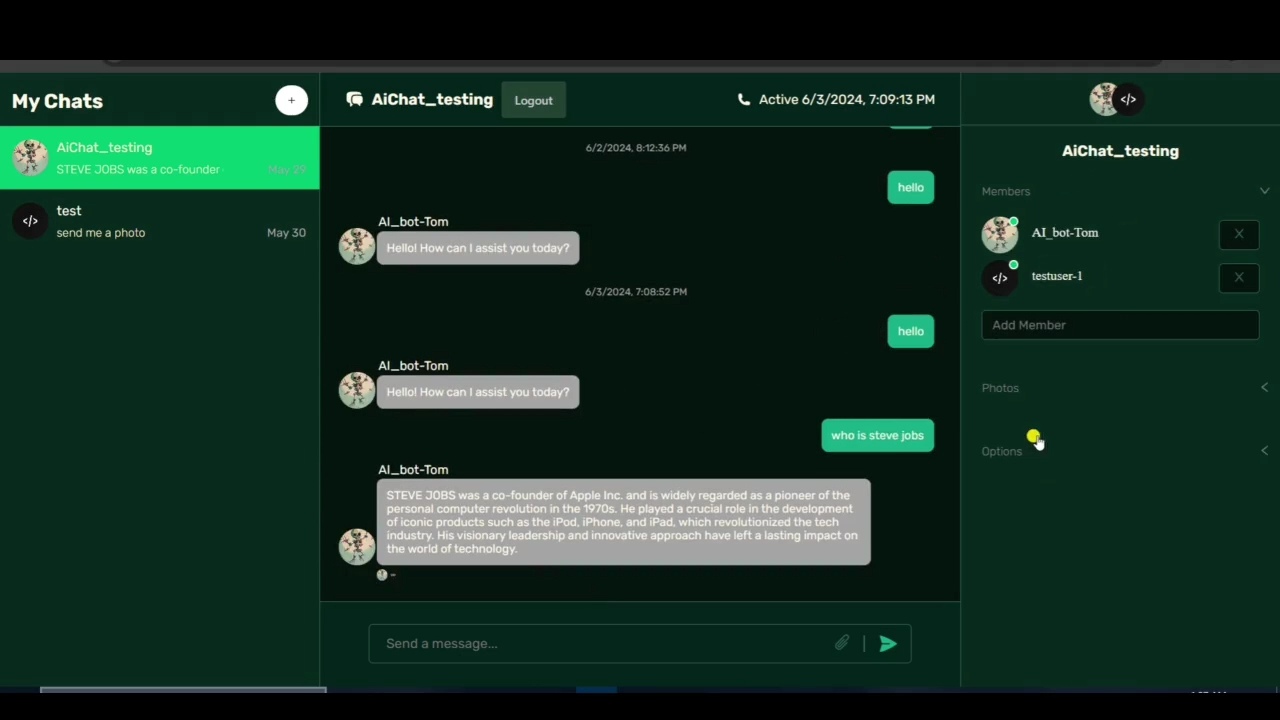 My Chats
+
AiChat_testing
STEVE JOBS was a co-founder
May 29
</>
test
send me a photo
May 30
AiChat_testing
Logout
Active 6/3/2024, 7:09:13 PM
6/2/2024, 8:12:36 PM
hello
AI_bot-Tom
Hello! How can I assist you today?
6/3/2024, 7:08:52 PM
hello
AI_bot-Tom
Hello! How can I assist you today?
who is steve jobs
AI_bot-Tom
STEVE JOBS was a co-founder of Apple Inc. and is widely regarded as a pioneer of the
personal computer revolution in the 1970s. He played a crucial role in the development
of iconic products such as the iPod, iPhone, and iPad, which revolutionized the tech
industry. His visionary leadership and innovative approach have left a lasting impact on
the world of technology.
Send a message...
</>
AiChat_testing
Members
AI_bot-Tom
X
</>
testuser-1
X
Add Member
Photos
Options